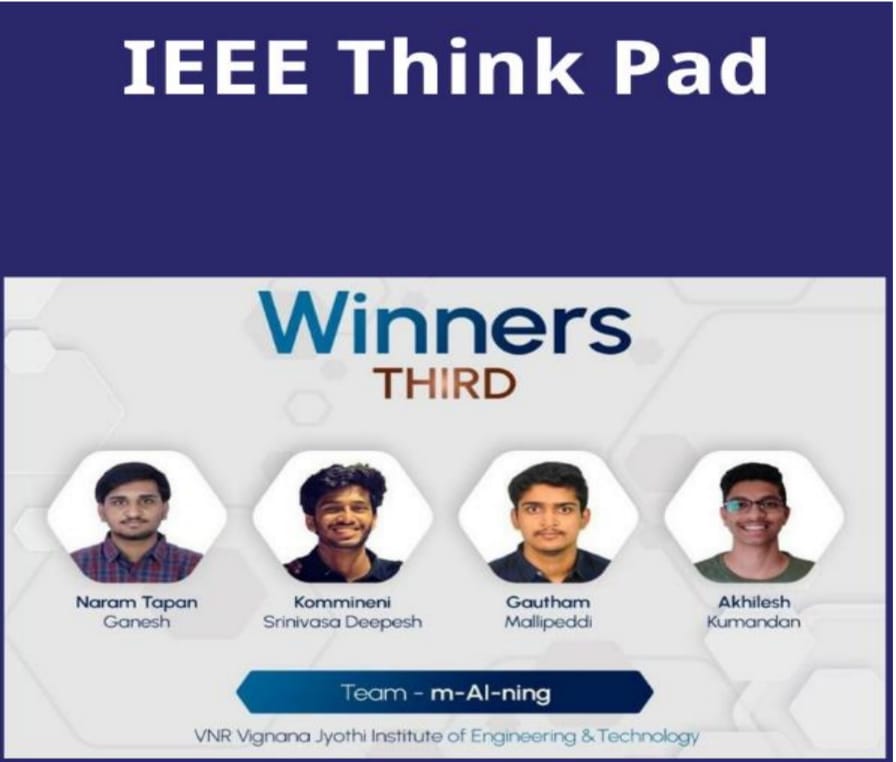 IEEE Think Pad
Winners
THIRD
Naram Tapan
Ganesh
Kommineni
Srinivasa Deepesh
Gautham
Mallipeddi
Akhilesh
Kumandan
Team - m-AI-ning
VNR Vignana Jyothi Institute of Engineering & Technology